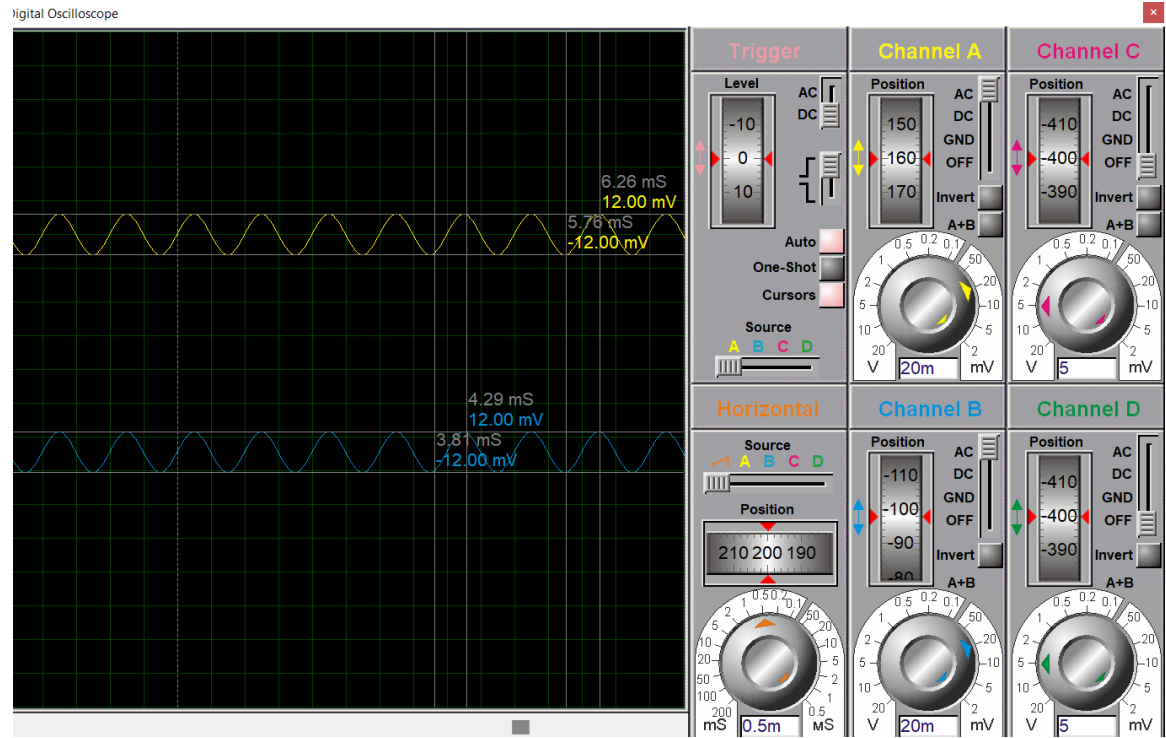 Digital Oscilloscope
6.26 mS
12.00 mV
5.76 mS
-12.00 mV
4.29 mS
12.00 mV
3.81 mS
-12.00 mV
Trigger
Level
-10
0
10
AC
DC
Auto
One-Shot
Cursors
Source
A B C D
Channel A
Position
150
160
170
AC
DC
GND
OFF
Invert
A+B
0.5 0.2 0.1
1 50
2 20
5 10
10 5
20 2
V 20m mV
Channel C
Position
-410
-400
-390
AC
DC
GND
OFF
Invert
A+B
0.5 0.2 0.1
1 50
2 20
5 10
10 5
20 2
V 5 mV
Horizontal
Source
A B C D
Position
210 200 190
0.5 0.2
1 0.1
2 50
5 20
10 10
20 5
50 2
100 1
200 0.5
mS 0.5m µS
Channel B
Position
-110
-100
-90
-80
AC
DC
GND
OFF
Invert
A+B
0.5 0.2 0.1
1 50
2 20
5 10
10 5
20 2
V 20m mV
Channel D
Position
-410
-400
-390
AC
DC
GND
OFF
Invert
A+B
0.5 0.2 0.1
1 50
2 20
5 10
10 5
20 2
V 5 mV